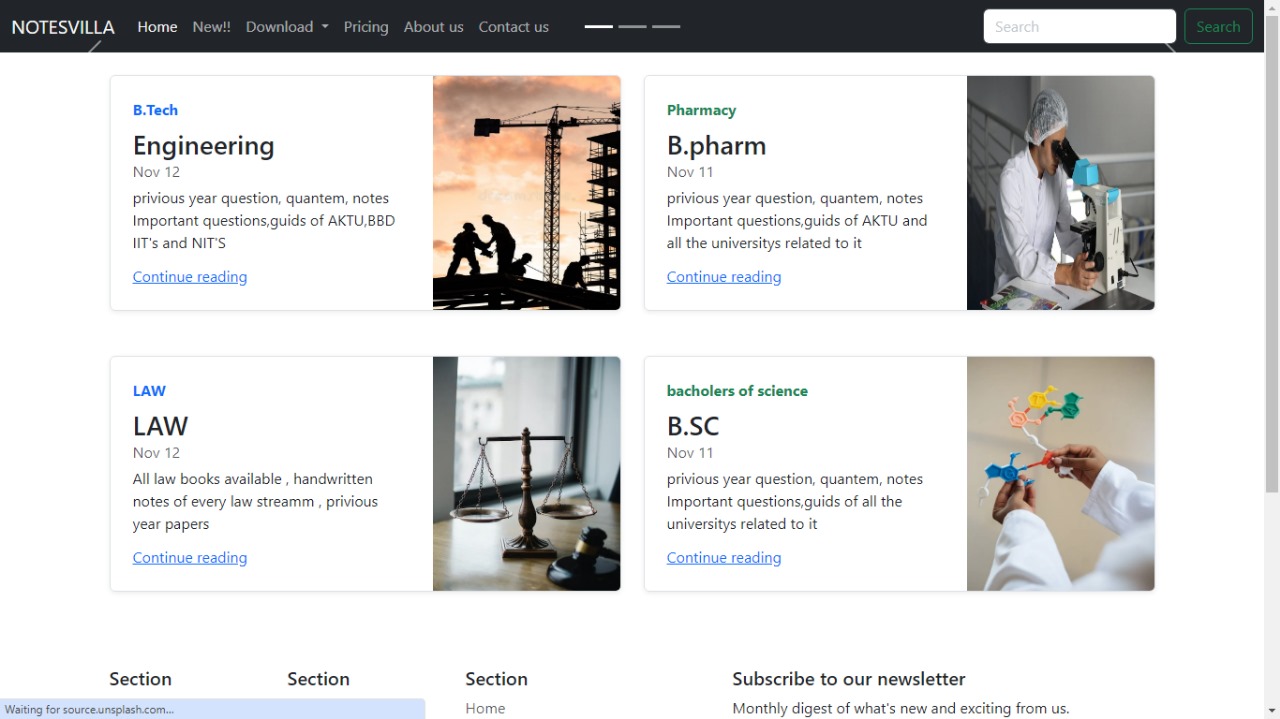 NOTESVILLA Home New!! Download Pricing About us Contact us Search Search
B.Tech
Engineering
Nov 12
privious year question, quantem, notes
Important questions,guids of AKTU,BBD
IIT's and NIT'S
Continue reading
Pharmacy
B.pharm
Nov 11
privious year question, quantem, notes
Important questions,guids of AKTU and
all the universitys related to it
Continue reading
LAW
LAW
Nov 12
All law books available , handwritten
notes of every law streamm , privious
year papers
Continue reading
bacholers of science
B.SC
Nov 11
privious year question, quantem, notes
Important questions,guids of all the
universitys related to it
Continue reading
Section
Section
Section
Home
Subscribe to our newsletter
Monthly digest of what's new and exciting from us.
Waiting for source.unsplash.com...